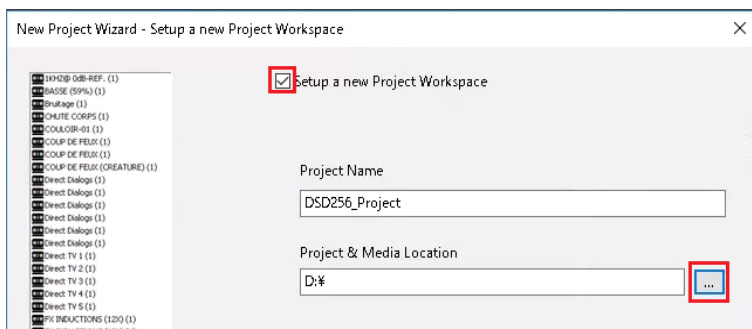 New Project Wizard - Setup a new Project Workspace
1KHZ@ 0dB-REF. (1)
BASSE (59%) (1)
Bruitage (1)
CHUTE CORPS (1)
COULOIR-01 (1)
COUP DE FEUX (1)
COUP DE FEUX (1)
COUP DE FEUX (CREATURE) (1)
Direct Dialogs (1)
Direct Dialogs (1)
Direct Dialogs (1)
Direct Dialogs (1)
Direct Dialogs (1)
Direct Dialogs (1)
Direct TV 1 (1)
Direct TV 2 (1)
Direct TV 3 (1)
Direct TV 4 (1)
Direct TV 5 (1)
FX INDUCTIONS (12X) (1)
Setup a new Project Workspace
Project Name
DSD256_Project
Project & Media Location
D:¥
...